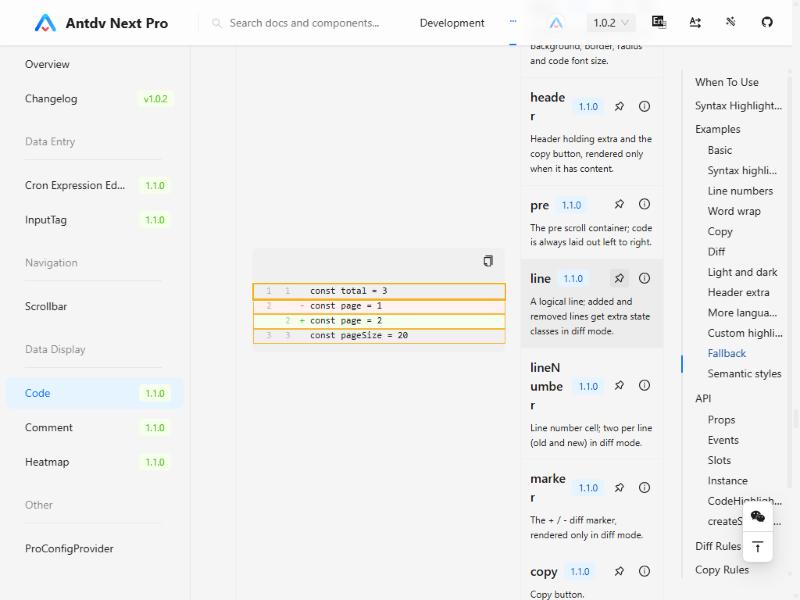 Antdv Next Pro
Search docs and components...
Development
···
1.0.2
En
Overview
Changelog
v1.0.2
Data Entry
Cron Expression Ed...
1.1.0
InputTag
1.1.0
Navigation
Scrollbar
Data Display
Code
1.1.0
Comment
1.1.0
Heatmap
1.1.0
Other
ProConfigProvider
1 1 const total = 3
2 - const page = 1
2 + const page = 2
3 3 const pageSize = 20
background, border, radius
and code font size.
heade
r
1.1.0
Header holding extra and the
copy button, rendered only
when it has content.
pre
1.1.0
The pre scroll container; code
is always laid out left to right.
line
1.1.0
A logical line; added and
removed lines get extra state
classes in diff mode.
lineN
umbe
r
1.1.0
Line number cell; two per line
(old and new) in diff mode.
marke
r
1.1.0
The + / - diff marker,
rendered only in diff mode.
copy
1.1.0
Copy button.
When To Use
Syntax Highlight...
Examples
Basic
Syntax highli...
Line numbers
Word wrap
Copy
Diff
Light and dark
Header extra
More langua...
Custom highli...
Fallback
Semantic styles
API
Props
Events
Slots
Instance
CodeHighligh...
createS
Diff Rules
Copy Rules